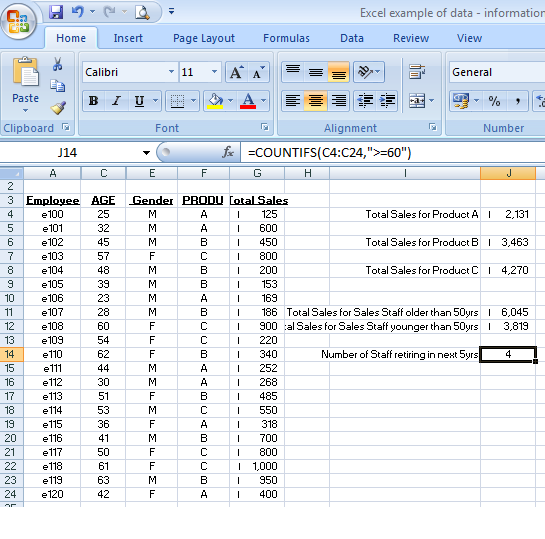 Excel example of data - information
Home Insert Page Layout Formulas Data Review View
Calibri 11 A A General
Paste B I U A a % ,
Clipboard Font Alignment Number
J14 fx =COUNTIFS(C4:C24,">=60")
A C E F G H I J
2
3 Employee AGE Gender PRODU Total Sales
4 e100 25 M A l 125 Total Sales for Product A l 2,131
5 e101 32 M A l 600
6 e102 45 M B l 450 Total Sales for Product B l 3,463
7 e103 57 F C l 800
8 e104 48 M B l 200 Total Sales for Product C l 4,270
9 e105 39 M B l 153
10 e106 23 M A l 169
11 e107 28 M B l 186 Total Sales for Sales Staff older than 50yrs l 6,045
12 e108 60 F C l 900 tal Sales for Sales Staff younger than 50yrs l 3,819
13 e109 54 F C l 220
14 e110 62 F B l 340 Number of Staff retiring in next 5yrs 4
15 e111 44 M A l 252
16 e112 30 M A l 268
17 e113 51 F B l 485
18 e114 53 M C l 550
19 e115 36 F A l 318
20 e116 41 M B l 700
21 e117 50 F C l 800
22 e118 61 F C l 1,000
23 e119 63 M B l 950
24 e120 42 F A l 400